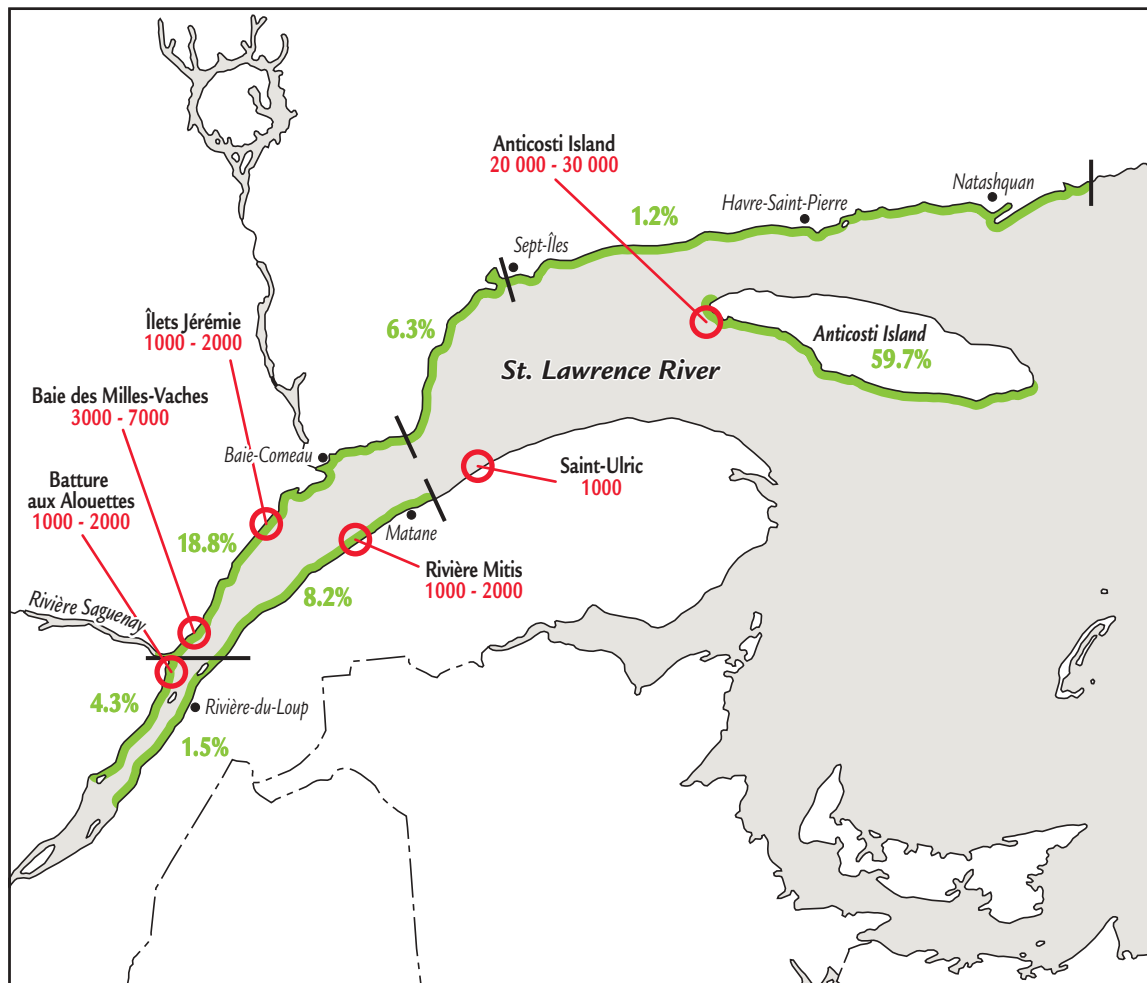 Anticosti Island
20 000 - 30 000
Natashquan
Havre-Saint-Pierre
1.2%
Sept-Îles
Îlets Jérémie
1000 - 2000
6.3%
Anticosti Island
59.7%
St. Lawrence River
Baie des Milles-Vaches
3000 - 7000
Baie-Comeau
Saint-Ulric
1000
Batture
aux Alouettes
1000 - 2000
Matane
18.8%
Rivière Mitis
1000 - 2000
8.2%
Rivière Saguenay
4.3%
Rivière-du-Loup
1.5%